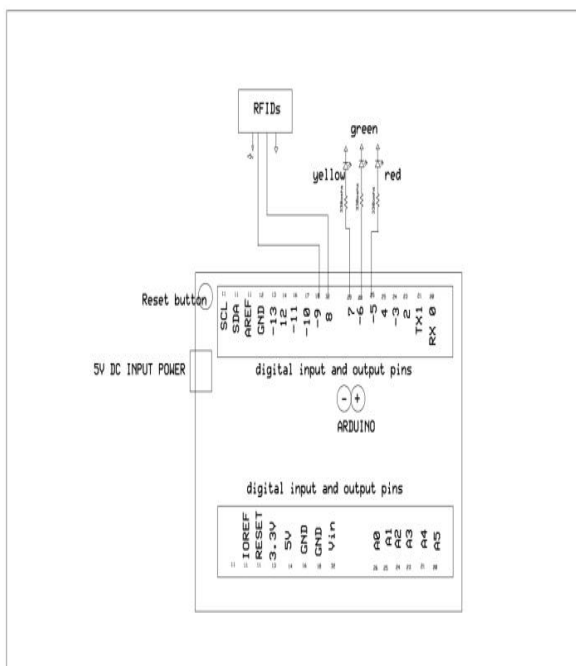 RFIDs
green
yellow
red
Reset button
SCL
SDA
AREF
GND
-13
12
-11
-10
-9
8
7
-6
-5
4
-3
2
TX1
RX 0
5V DC INPUT POWER
digital input and output pins
- +
ARDUINO
digital input and output pins
IOREF
RESET
3.3V
5V
GND
GND
Vin
A0
A1
A2
A3
A4
A5